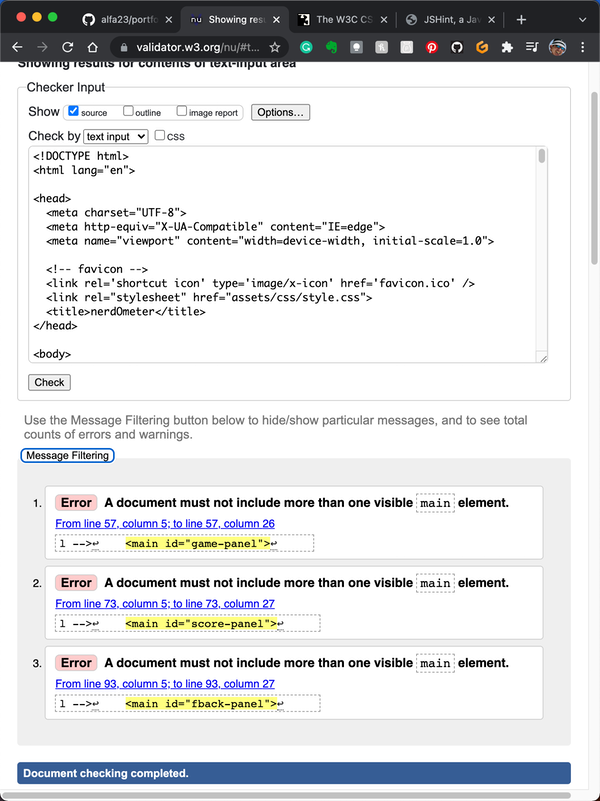 alfa23/portfo
Showing resu
The W3C CS
JSHint, a Jav
validator.w3.org/nu/#t...
Showing results for contents of text-input area
Checker Input
Show source outline image report Options...
Check by text input css
<!DOCTYPE html>
<html lang="en">
<head>
<meta charset="UTF-8">
<meta http-equiv="X-UA-Compatible" content="IE=edge">
<meta name="viewport" content="width=device-width, initial-scale=1.0">
<!-- favicon -->
<link rel='shortcut icon' type='image/x-icon' href='favicon.ico' />
<link rel="stylesheet" href="assets/css/style.css">
<title>nerdOmeter</title>
</head>
<body>
Check
Use the Message Filtering button below to hide/show particular messages, and to see total
counts of errors and warnings.
Message Filtering
1. Error A document must not include more than one visible main element.
From line 57, column 5; to line 57, column 26
1 -->↩ <main id="game-panel">↩
2. Error A document must not include more than one visible main element.
From line 73, column 5; to line 73, column 27
1 -->↩ <main id="score-panel">↩
3. Error A document must not include more than one visible main element.
From line 93, column 5; to line 93, column 27
1 -->↩ <main id="fback-panel">↩
Document checking completed.